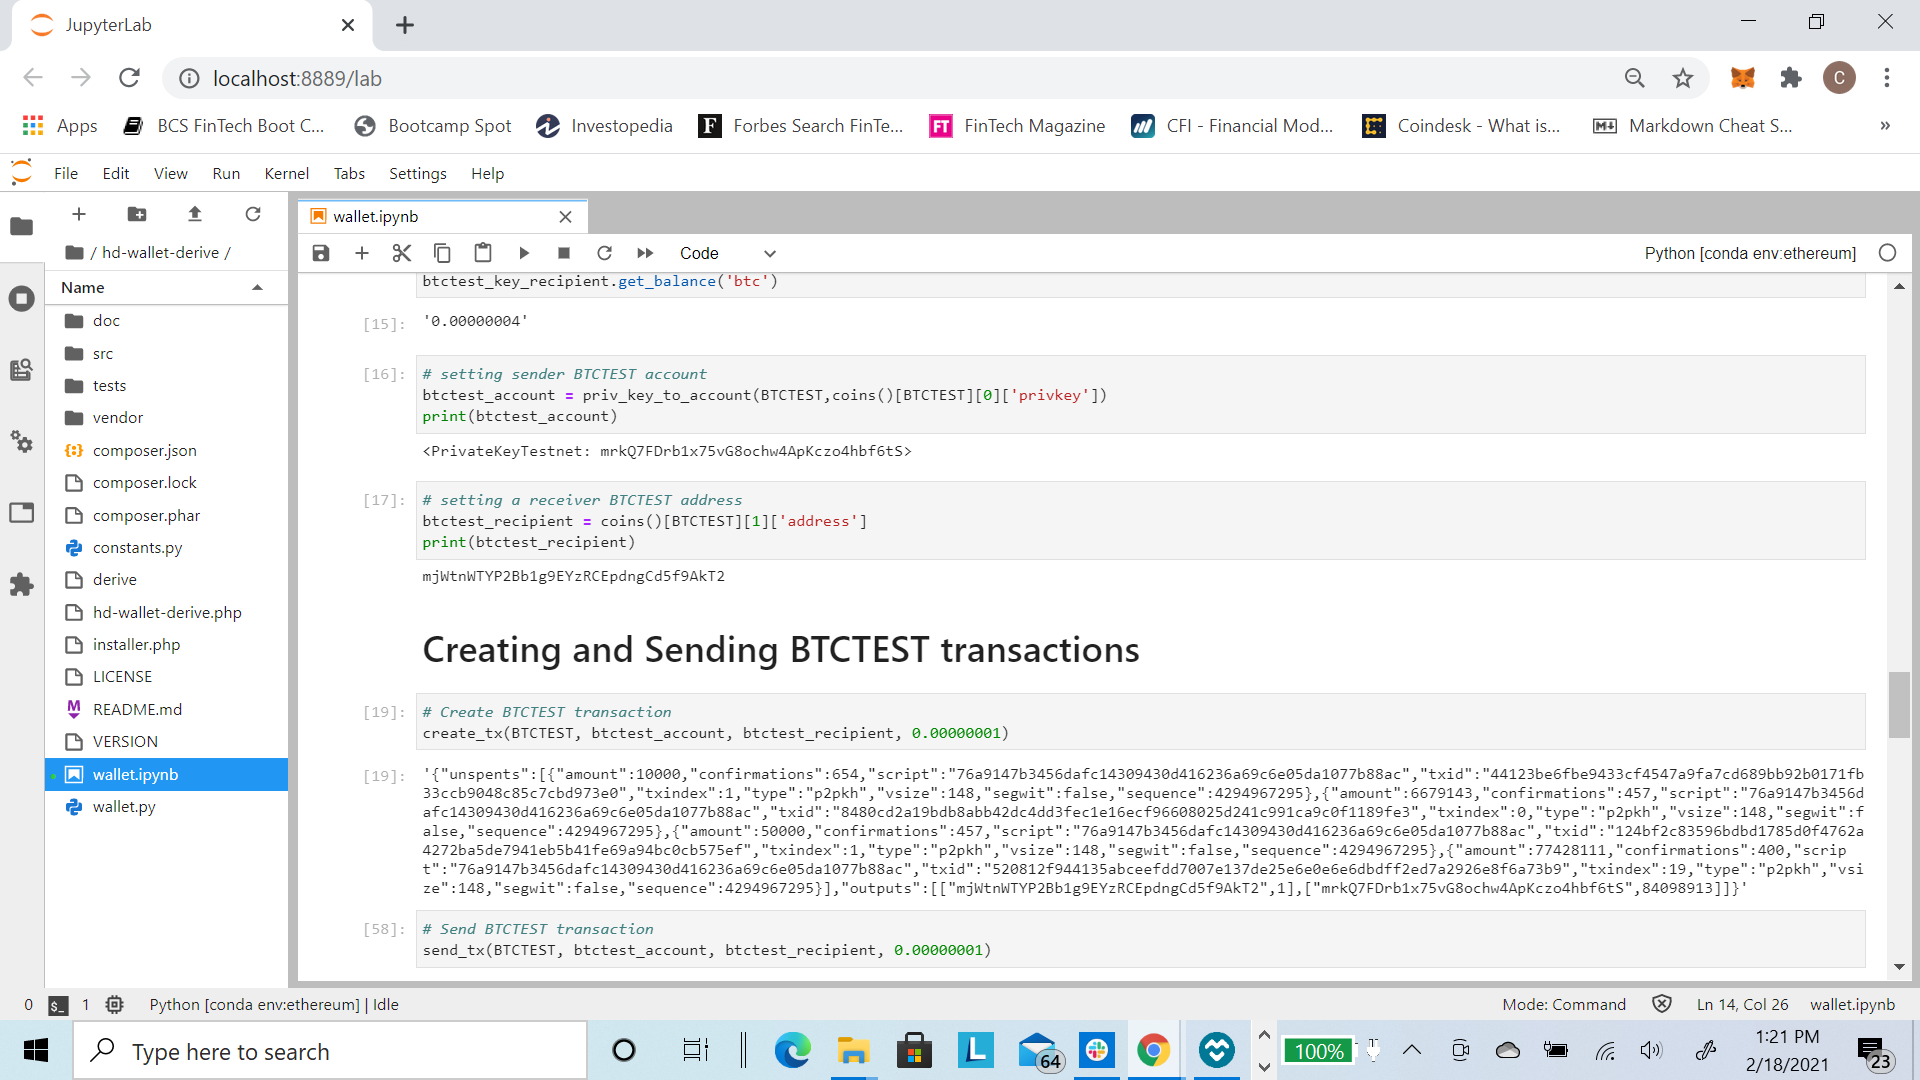 JupyterLab
localhost:8889/lab
C
Apps
BCS FinTech Boot C...
Bootcamp Spot
Investopedia
F
Forbes Search FinTe...
FT
FinTech Magazine
CFI - Financial Mod...
Coindesk - What is...
Markdown Cheat S...
»
File Edit View Run Kernel Tabs Settings Help
wallet.ipynb
/ hd-wallet-derive /
Code
Python [conda env:ethereum]
Name
doc
src
tests
vendor
composer.json
composer.lock
composer.phar
constants.py
derive
hd-wallet-derive.php
installer.php
LICENSE
README.md
VERSION
wallet.ipynb
wallet.py
btctest_key_recipient.get_balance('btc')
[15]: '0.00000004'
[16]: # setting sender BTCTEST account
btctest_account = priv_key_to_account(BTCTEST,coins()[BTCTEST][0]['privkey'])
print(btctest_account)
<PrivateKeyTestnet: mrkQ7FDrb1x75vG8ochw4ApKczo4hbf6tS>
[17]: # setting a receiver BTCTEST address
btctest_recipient = coins()[BTCTEST][1]['address']
print(btctest_recipient)
mjWtnWTYP2Bb1g9EYzRCEpdngCd5f9AkT2
Creating and Sending BTCTEST transactions
[19]: # Create BTCTEST transaction
create_tx(BTCTEST, btctest_account, btctest_recipient, 0.00000001)
[19]: '{"unspents":[{"amount":10000,"confirmations":654,"script":"76a9147b3456dafc14309430d416236a69c6e05da1077b88ac","txid":"44123be6fbe9433cf4547a9fa7cd689bb92b0171fb
33ccb9048c85c7cbd973e0","txindex":1,"type":"p2pkh","vsize":148,"segwit":false,"sequence":4294967295},{"amount":6679143,"confirmations":457,"script":"76a9147b3456d
afc14309430d416236a69c6e05da1077b88ac","txid":"8480cd2a19bdb8abb42dc4dd3fec1e16ecf96608025d241c991ca9c0f1189fe3","txindex":0,"type":"p2pkh","vsize":148,"segwit":f
alse,"sequence":4294967295},{"amount":50000,"confirmations":457,"script":"76a9147b3456dafc14309430d416236a69c6e05da1077b88ac","txid":"124bf2c83596bdbd1785d0f4762a
4272ba5de7941eb5b41fe69a94bc0cb575ef","txindex":1,"type":"p2pkh","vsize":148,"segwit":false,"sequence":4294967295},{"amount":77428111,"confirmations":400,"scrip
t":"76a9147b3456dafc14309430d416236a69c6e05da1077b88ac","txid":"520812f944135abceefdd7007e137de25e6e0e6e6dbdff2ed7a2926e8f6a73b9","txindex":19,"type":"p2pkh","vsi
ze":148,"segwit":false,"sequence":4294967295}],"outputs":[["mjWtnWTYP2Bb1g9EYzRCEpdngCd5f9AkT2",1],["mrkQ7FDrb1x75vG8ochw4ApKczo4hbf6tS",84098913]]}'
[58]: # Send BTCTEST transaction
send_tx(BTCTEST, btctest_account, btctest_recipient, 0.00000001)
0 $_ 1 Python [conda env:ethereum] | Idle
Mode: Command Ln 14, Col 26 wallet.ipynb
Type here to search
L
64
100%
1:21 PM
2/18/2021
23